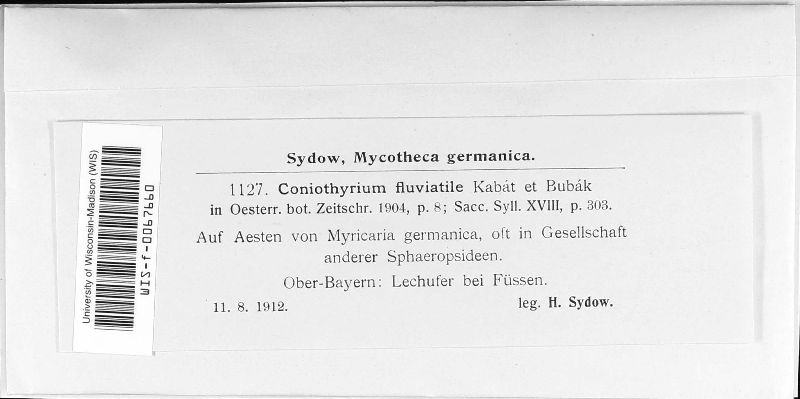 Sydow, Mycotheca germanica.
1127. Coniothyrium fluviatile Kabát et Bubák
in Oesterr. bot. Zeitschr. 1904, p. 8; Sacc. Syll. XVIII, p. 303.
Auf Aesten von Myricaria germanica, oft in Gesellschaft
anderer Sphaeropsideen.
Ober-Bayern: Lechufer bei Füssen.
11. 8. 1912. leg. H. Sydow.
University of Wisconsin-Madison (WIS)
WIS-f-0067660